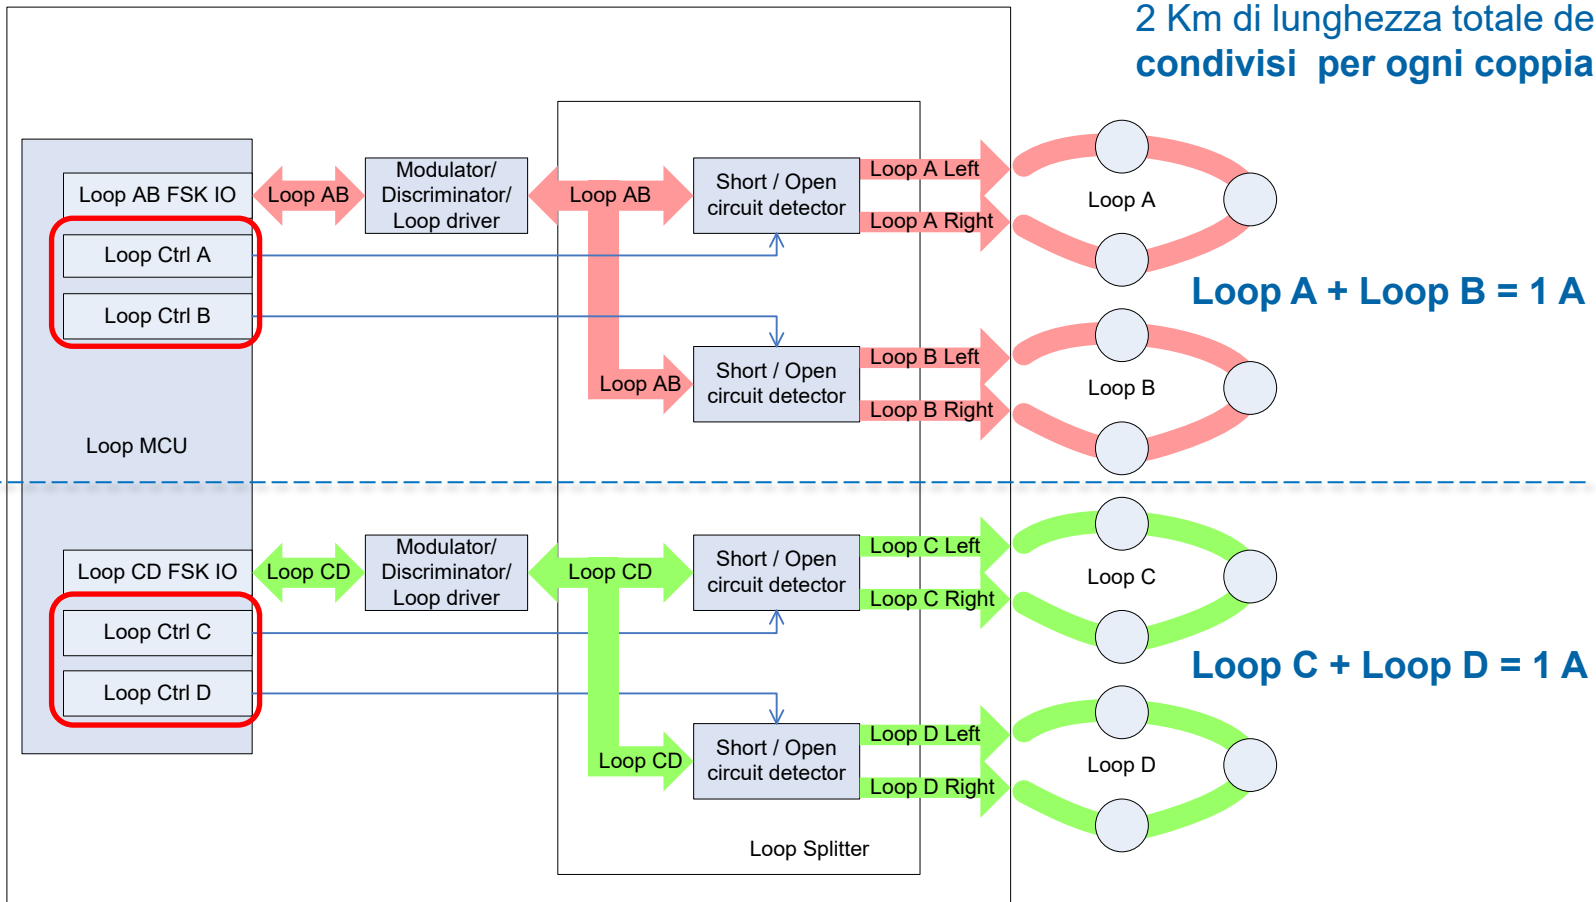 2 Km di lunghezza totale de
condivisi per ogni coppia
Loop AB FSK IO
Loop AB
Modulator/
Discriminator/
Loop driver
Loop AB
Short / Open
circuit detector
Loop A Left
Loop A Right
Loop A
Loop Ctrl A
Loop Ctrl B
Loop A + Loop B = 1 A
Loop AB
Short / Open
circuit detector
Loop B Left
Loop B Right
Loop B
Loop MCU
Loop CD FSK IO
Loop CD
Modulator/
Discriminator/
Loop driver
Loop CD
Short / Open
circuit detector
Loop C Left
Loop C Right
Loop C
Loop Ctrl C
Loop Ctrl D
Loop C + Loop D = 1 A
Loop CD
Short / Open
circuit detector
Loop D Left
Loop D Right
Loop D
Loop Splitter